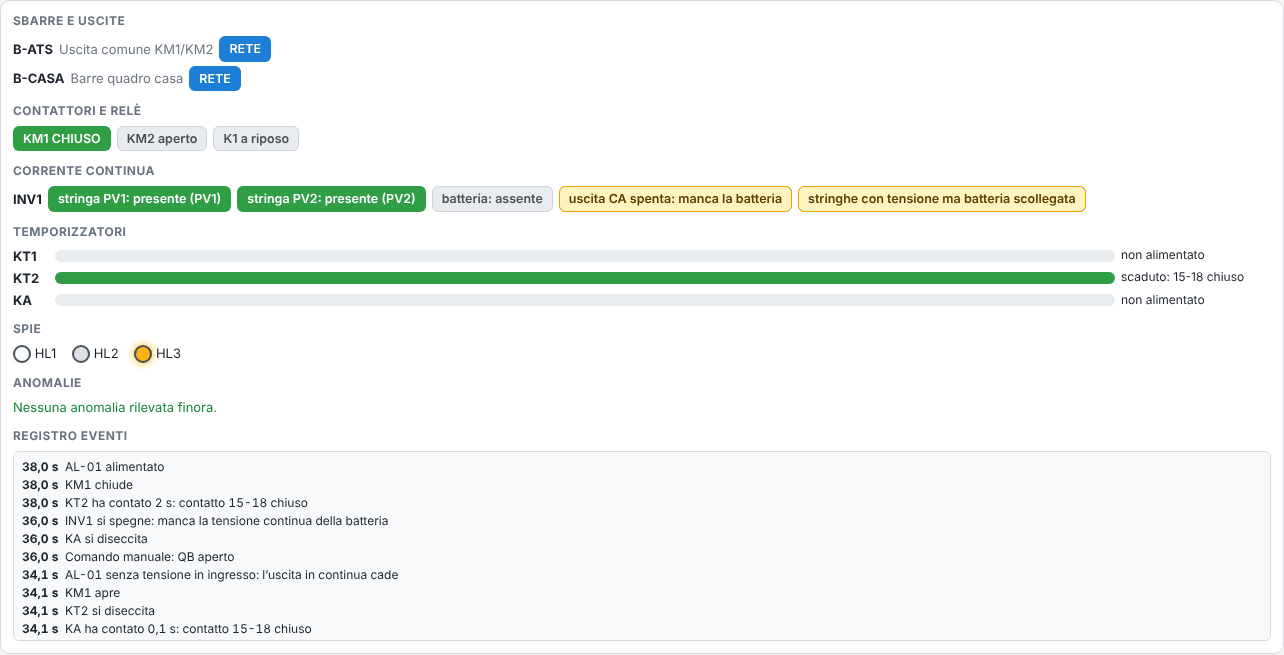 SBARRE E USCITE
B-ATS Uscita comune KM1/KM2 RETE
B-CASA Barre quadro casa RETE
CONTATTORI E RELÈ
KM1 CHIUSO KM2 aperto K1 a riposo
CORRENTE CONTINUA
INV1 stringa PV1: presente (PV1) stringa PV2: presente (PV2) batteria: assente uscita CA spenta: manca la batteria stringhe con tensione ma batteria scollegata
TEMPORIZZATORI
KT1 non alimentato
KT2 scaduto: 15-18 chiuso
KA non alimentato
SPIE
HL1 HL2 HL3
ANOMALIE
Nessuna anomalia rilevata finora.
REGISTRO EVENTI
38,0 s AL-01 alimentato
38,0 s KM1 chiude
38,0 s KT2 ha contato 2 s: contatto 15-18 chiuso
36,0 s INV1 si spegne: manca la tensione continua della batteria
36,0 s KA si diseccita
36,0 s Comando manuale: QB aperto
34,1 s AL-01 senza tensione in ingresso: l'uscita in continua cade
34,1 s KM1 apre
34,1 s KT2 si diseccita
34,1 s KA ha contato 0,1 s: contatto 15-18 chiuso